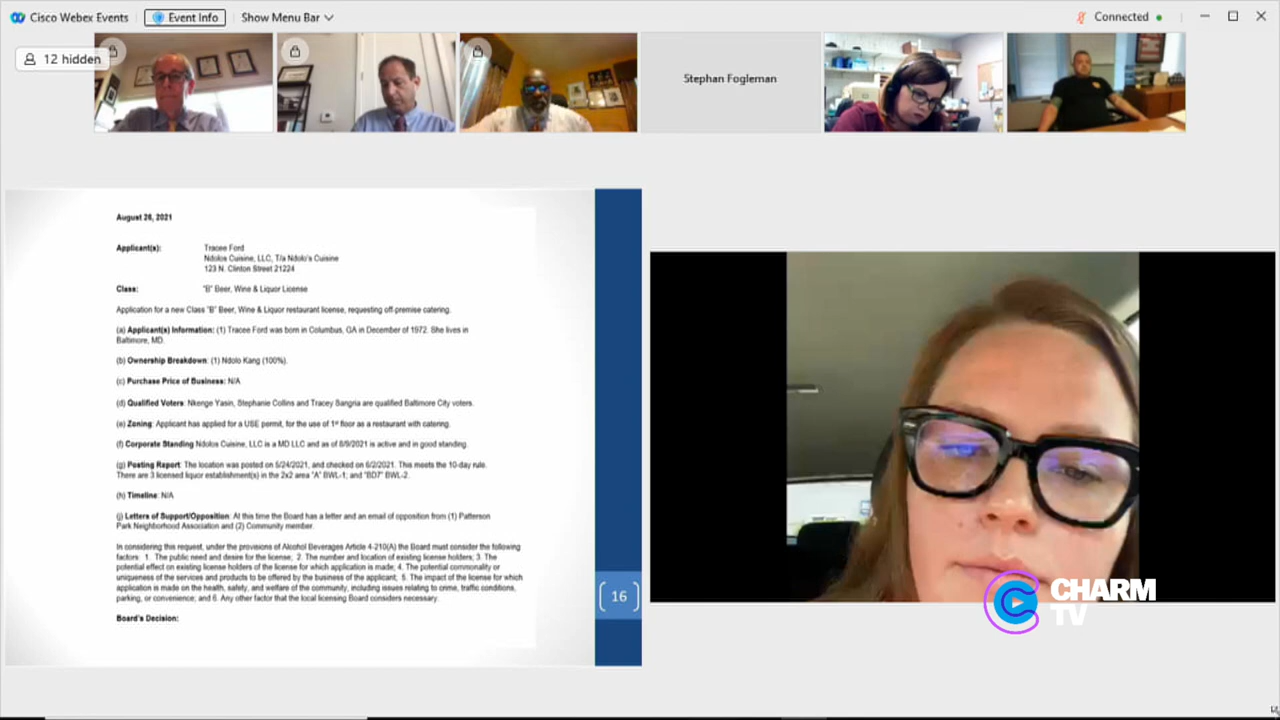 Cisco Webex Events
Event Info
Show Menu Bar
Connected
12 hidden
Stephan Fogleman
August 26, 2021
Applicant(s): Tracee Ford
Ndolos Cuisine, LLC, T/a Ndolo's Cuisine
123 N. Clinton Street 21224
Class: "B" Beer, Wine & Liquor License
Application for a new Class "B" Beer, Wine & Liquor restaurant license, requesting off-premise catering.
(a) Applicant(s) Information: (1) Tracee Ford was born in Columbus, GA in December of 1972. She lives in
Baltimore, MD.
(b) Ownership Breakdown: (1) Ndolo Kang (100%).
(c) Purchase Price of Business: N/A
(d) Qualified Voters: Nkenge Yasin, Stephanie Collins and Tracey Sangria are qualified Baltimore City voters.
(e) Zoning: Applicant has applied for a USE permit, for the use of 1st floor as a restaurant with catering.
(f) Corporate Standing Ndolos Cuisine, LLC is a MD LLC and as of 8/9/2021 is active and in good standing.
(g) Posting Report: The location was posted on 5/24/2021, and checked on 6/2/2021. This meets the 10-day rule.
There are 3 licensed liquor establishment(s) in the 2x2 area "A" BWL-1; and "BD7" BWL-2.
(h) Timeline: N/A
(j) Letters of Support/Opposition: At this time the Board has a letter and an email of opposition from (1) Patterson
Park Neighborhood Association and (2) Community member.
In considering this request, under the provisions of Alcohol Beverages Article 4-210(A) the Board must consider the following
factors: 1. The public need and desire for the license; 2. The number and location of existing license holders; 3. The
potential effect on existing license holders of the license for which application is made; 4. The potential commonality or
uniqueness of the services and products to be offered by the business of the applicant; 5. The impact of the license for which
application is made on the health, safety, and welfare of the community, including issues relating to crime, traffic conditions,
parking, or convenience; and 6. Any other factor that the local licensing Board considers necessary.
Board's Decision:
16
CHARM
TV